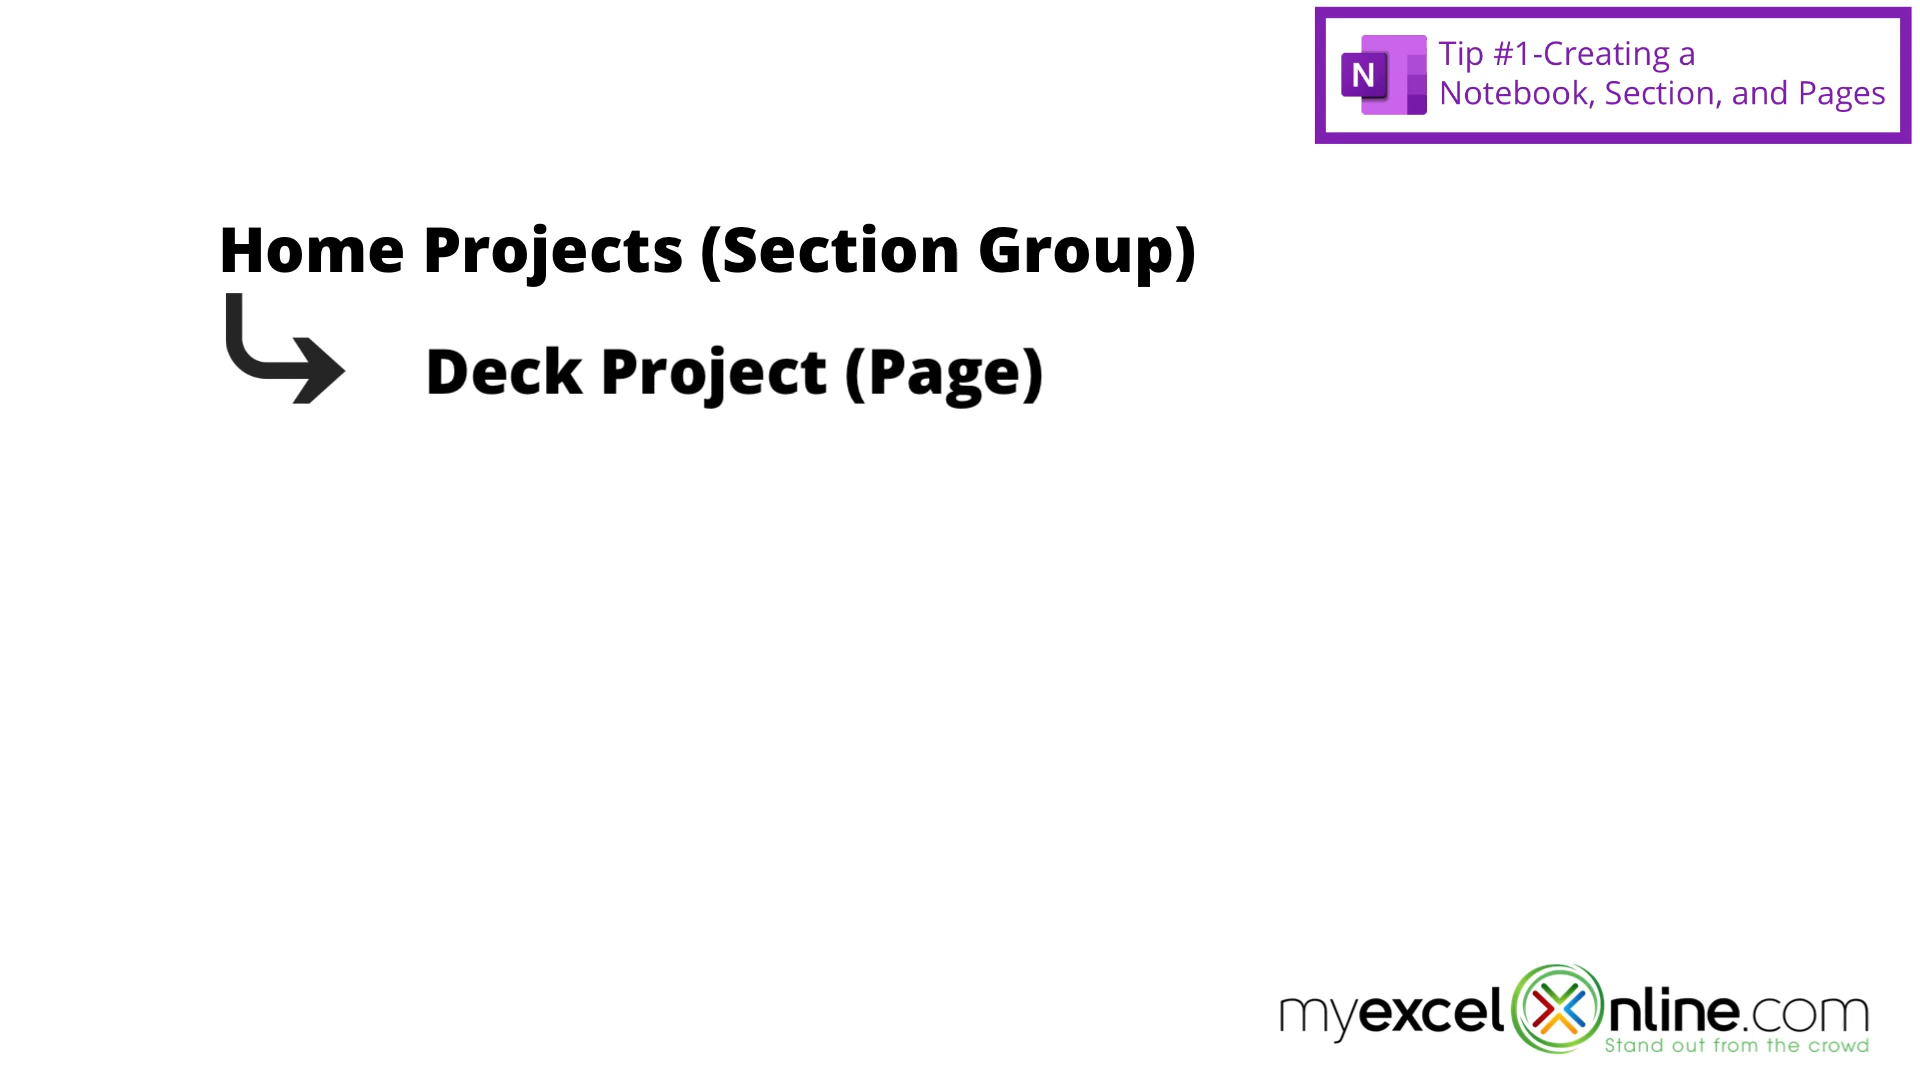 Tip #1-Creating a
Notebook, Section, and Pages
N
Home Projects (Section Group)
Deck Project (Page)
myexcelOnline.com
Stand out from the crowd